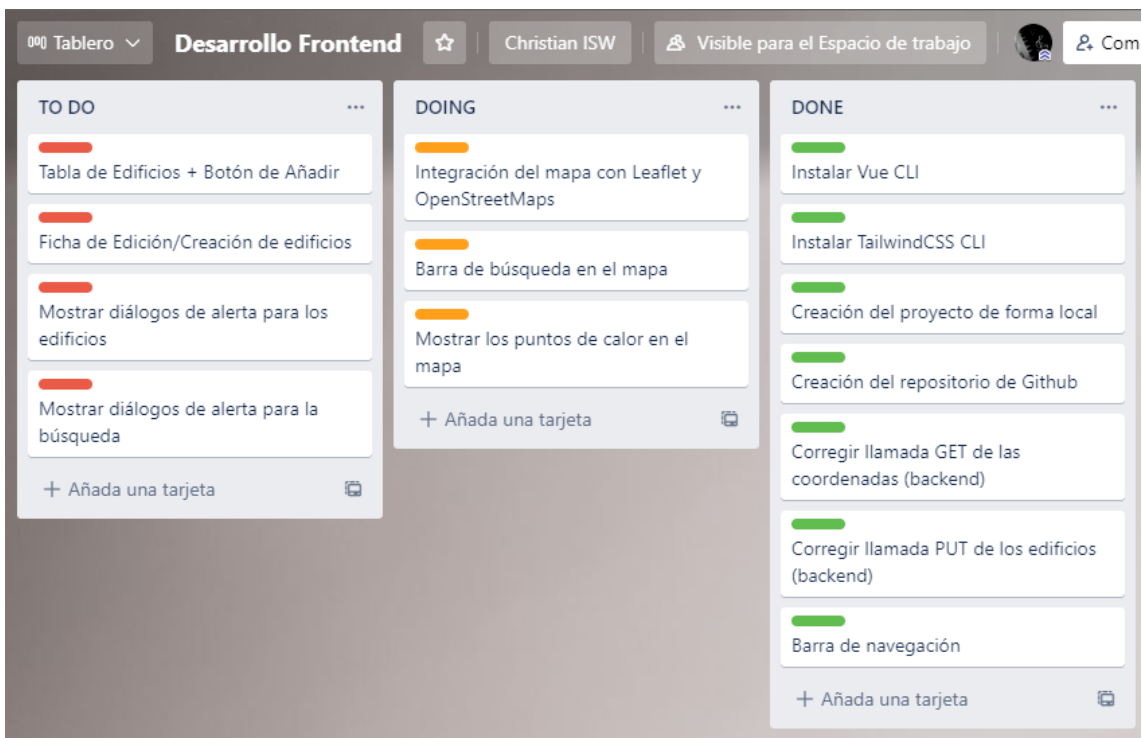 Tablero
Desarrollo Frontend
Christian ISW
Visible para el Espacio de trabajo
Com
TO DO
Tabla de Edificios + Botón de Añadir
Ficha de Edición/Creación de edificios
Mostrar diálogos de alerta para los
edificios
Mostrar diálogos de alerta para la
búsqueda
+ Añada una tarjeta
DOING
Integración del mapa con Leaflet y
OpenStreetMaps
Barra de búsqueda en el mapa
Mostrar los puntos de calor en el
mapa
+ Añada una tarjeta
DONE
Instalar Vue CLI
Instalar TailwindCSS CLI
Creación del proyecto de forma local
Creación del repositorio de Github
Corregir llamada GET de las
coordenadas (backend)
Corregir llamada PUT de los edificios
(backend)
Barra de navegación
+ Añada una tarjeta